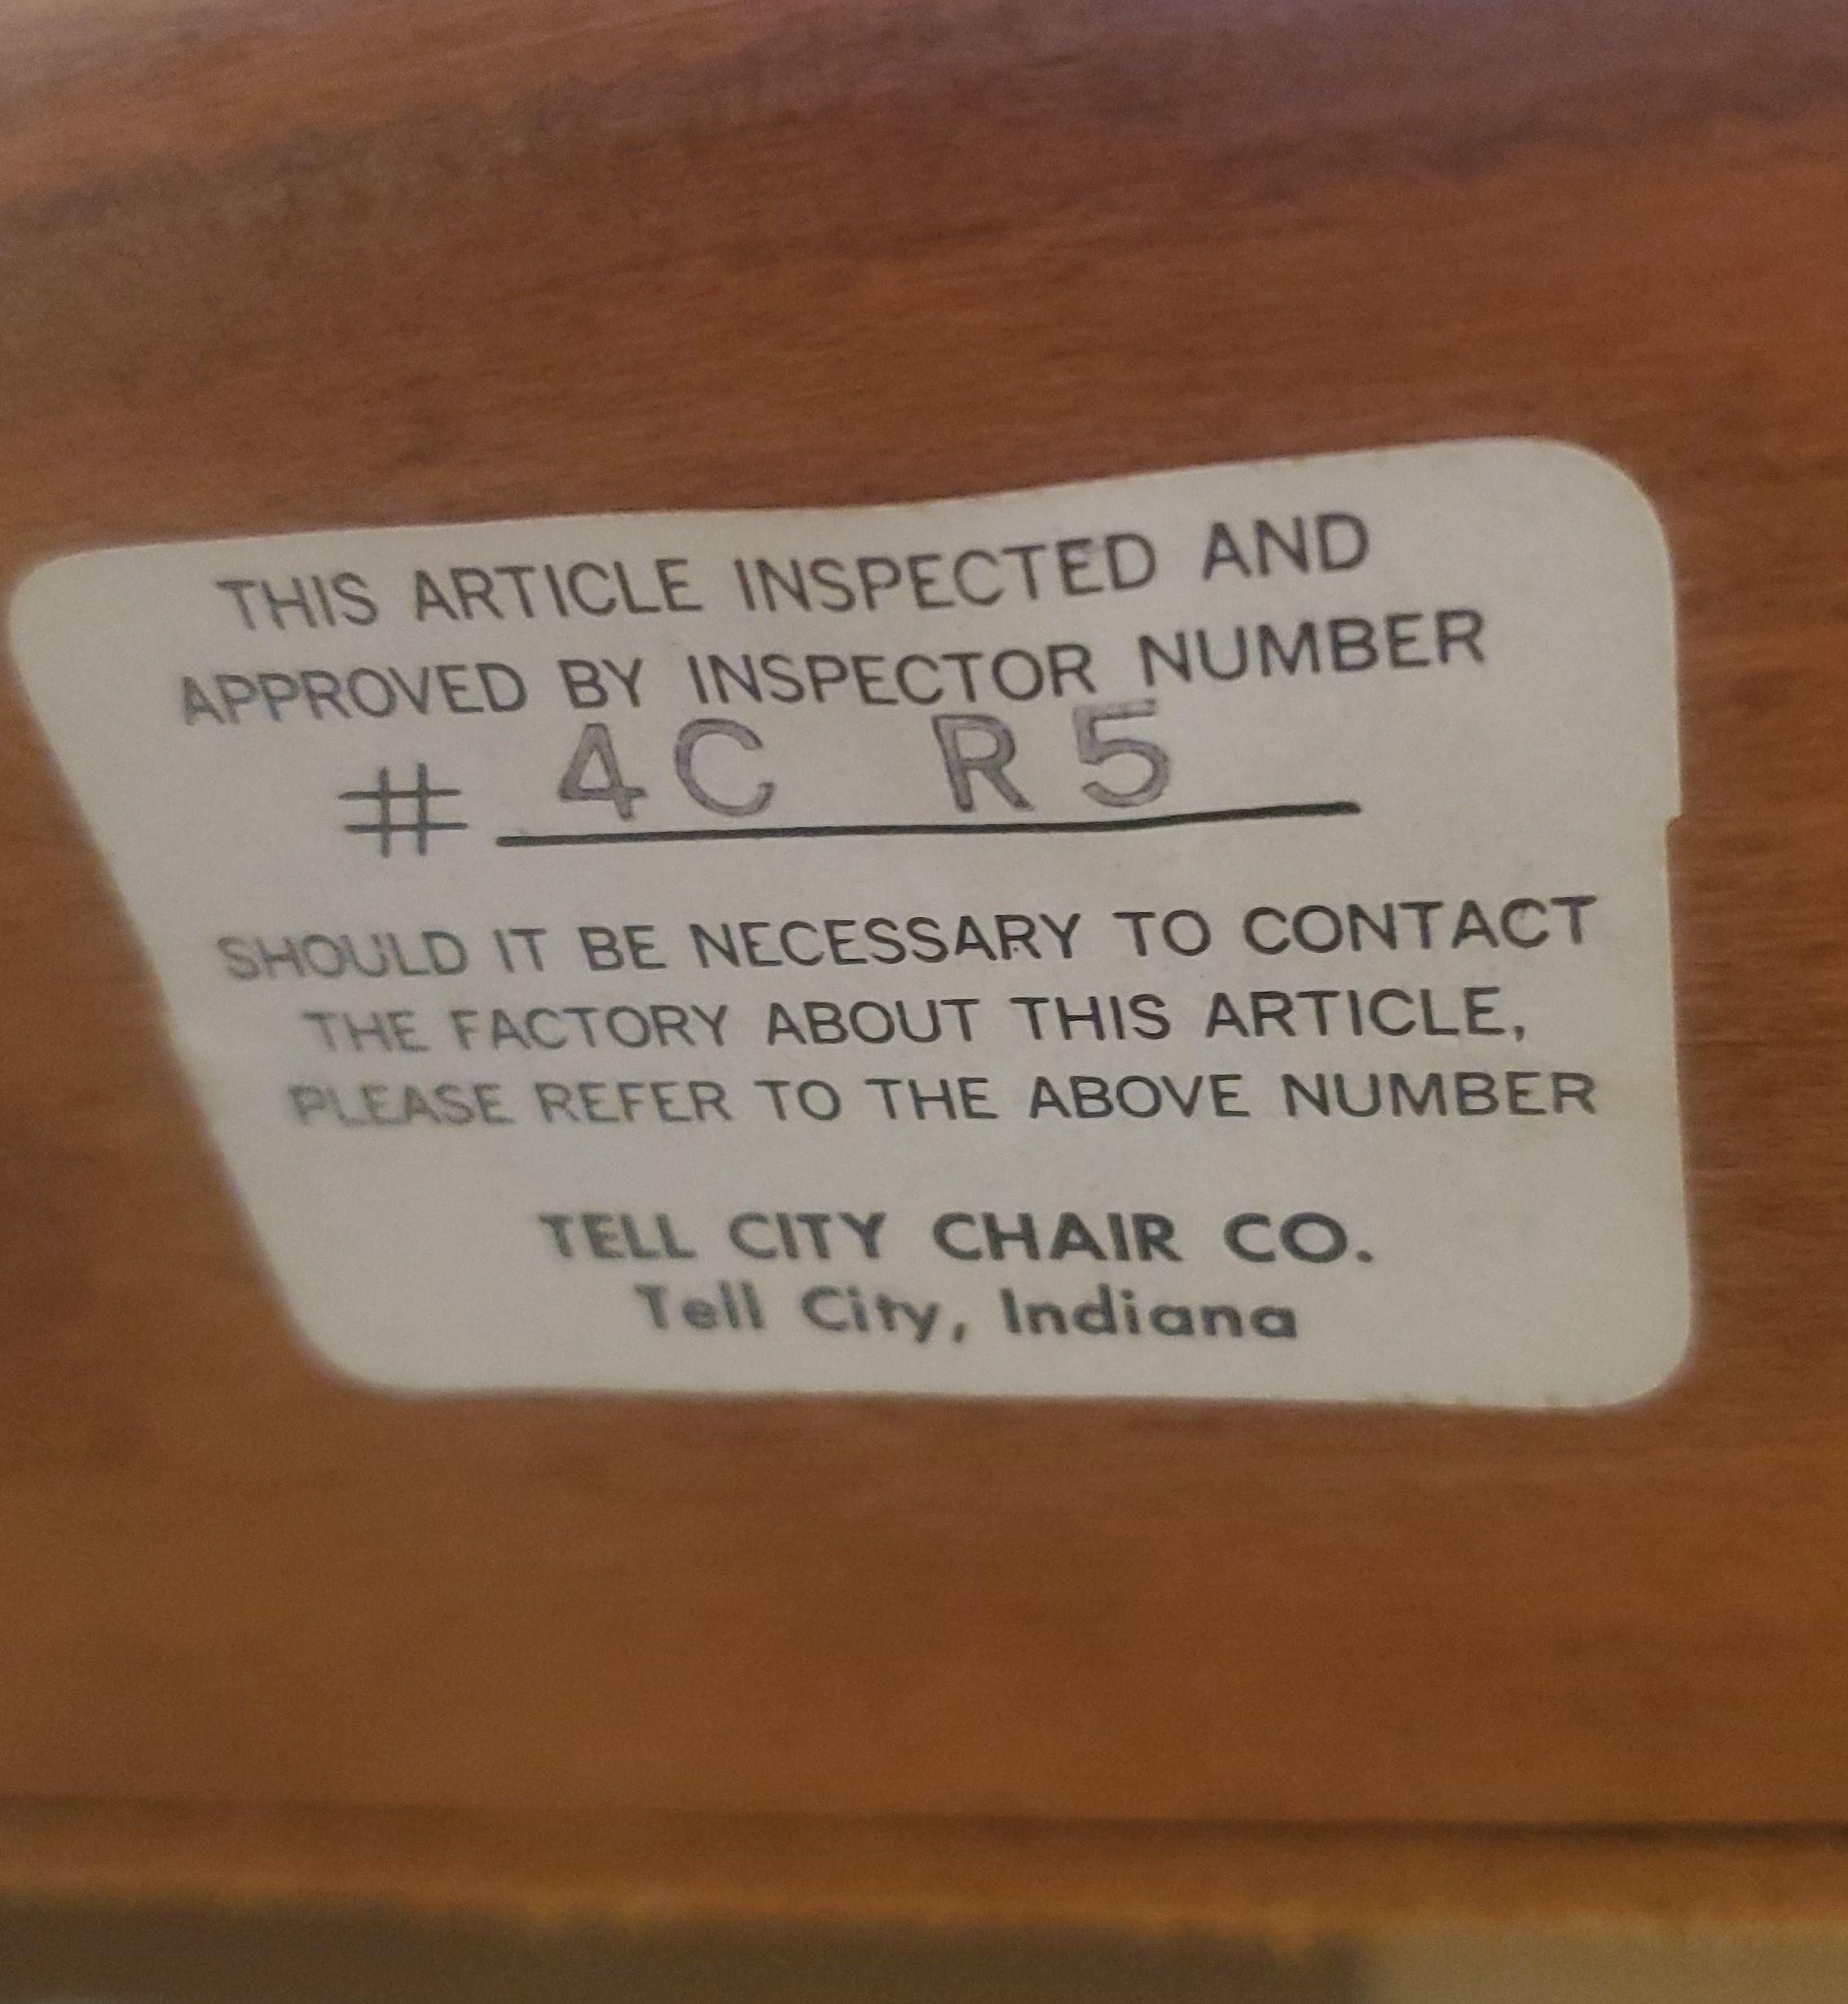 THIS ARTICLE INSPECTED AND
APPROVED BY INSPECTOR NUMBER
# 4C R5
SHOULD IT BE NECESSARY TO CONTACT
THE FACTORY ABOUT THIS ARTICLE,
PLEASE REFER TO THE ABOVE NUMBER
TELL CITY CHAIR CO.
Tell City, Indiana